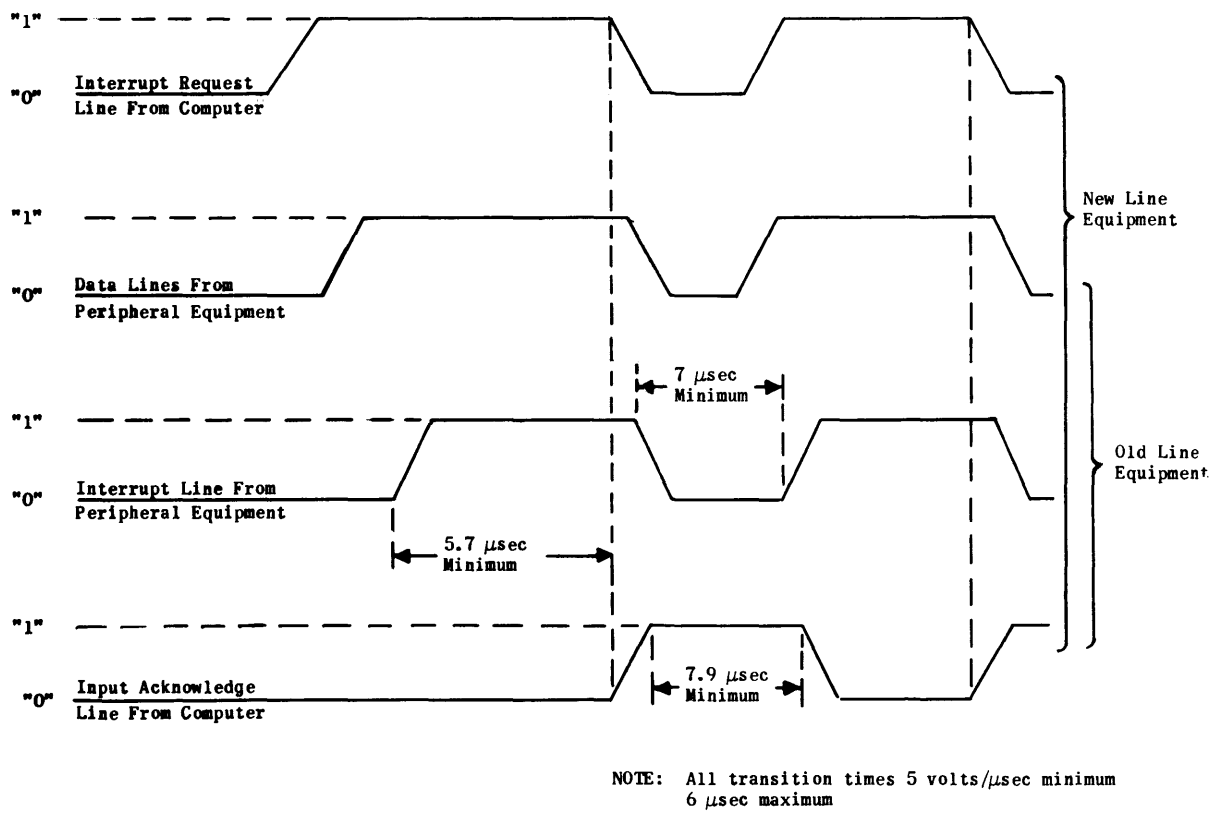 "1"
"0"
Interrupt Request
Line From Computer
"1"
"0"
Data Lines From
Peripheral Equipment
New Line
Equipment
7 μsec
Minimum
"1"
"0"
Interrupt Line From
Peripheral Equipment
Old Line
Equipment
5.7 μsec
Minimum
"1"
"0"
Input Acknowledge
Line From Computer
7.9 μsec
Minimum
NOTE: All transition times 5 volts/μsec minimum
6 μsec maximum